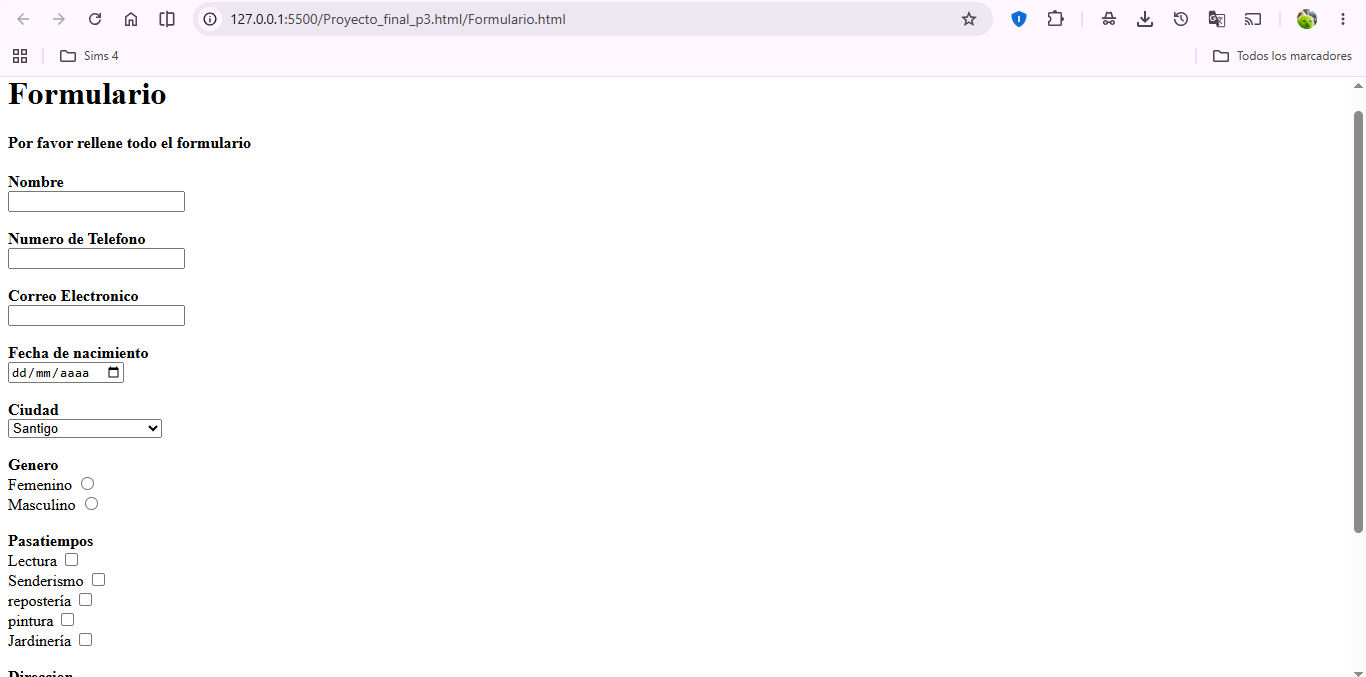 127.0.0.1:5500/Proyecto_final_p3.html/Formulario.html
Sims 4
Todos los marcadores
Formulario
Por favor rellene todo el formulario
Nombre
Numero de Telefono
Correo Electronico
Fecha de nacimiento
dd/mm/aaaa
Ciudad
Santigo
Genero
Femenino
Masculino
Pasatiempos
Lectura
Senderismo
repostería
pintura
Jardinería
Direccion